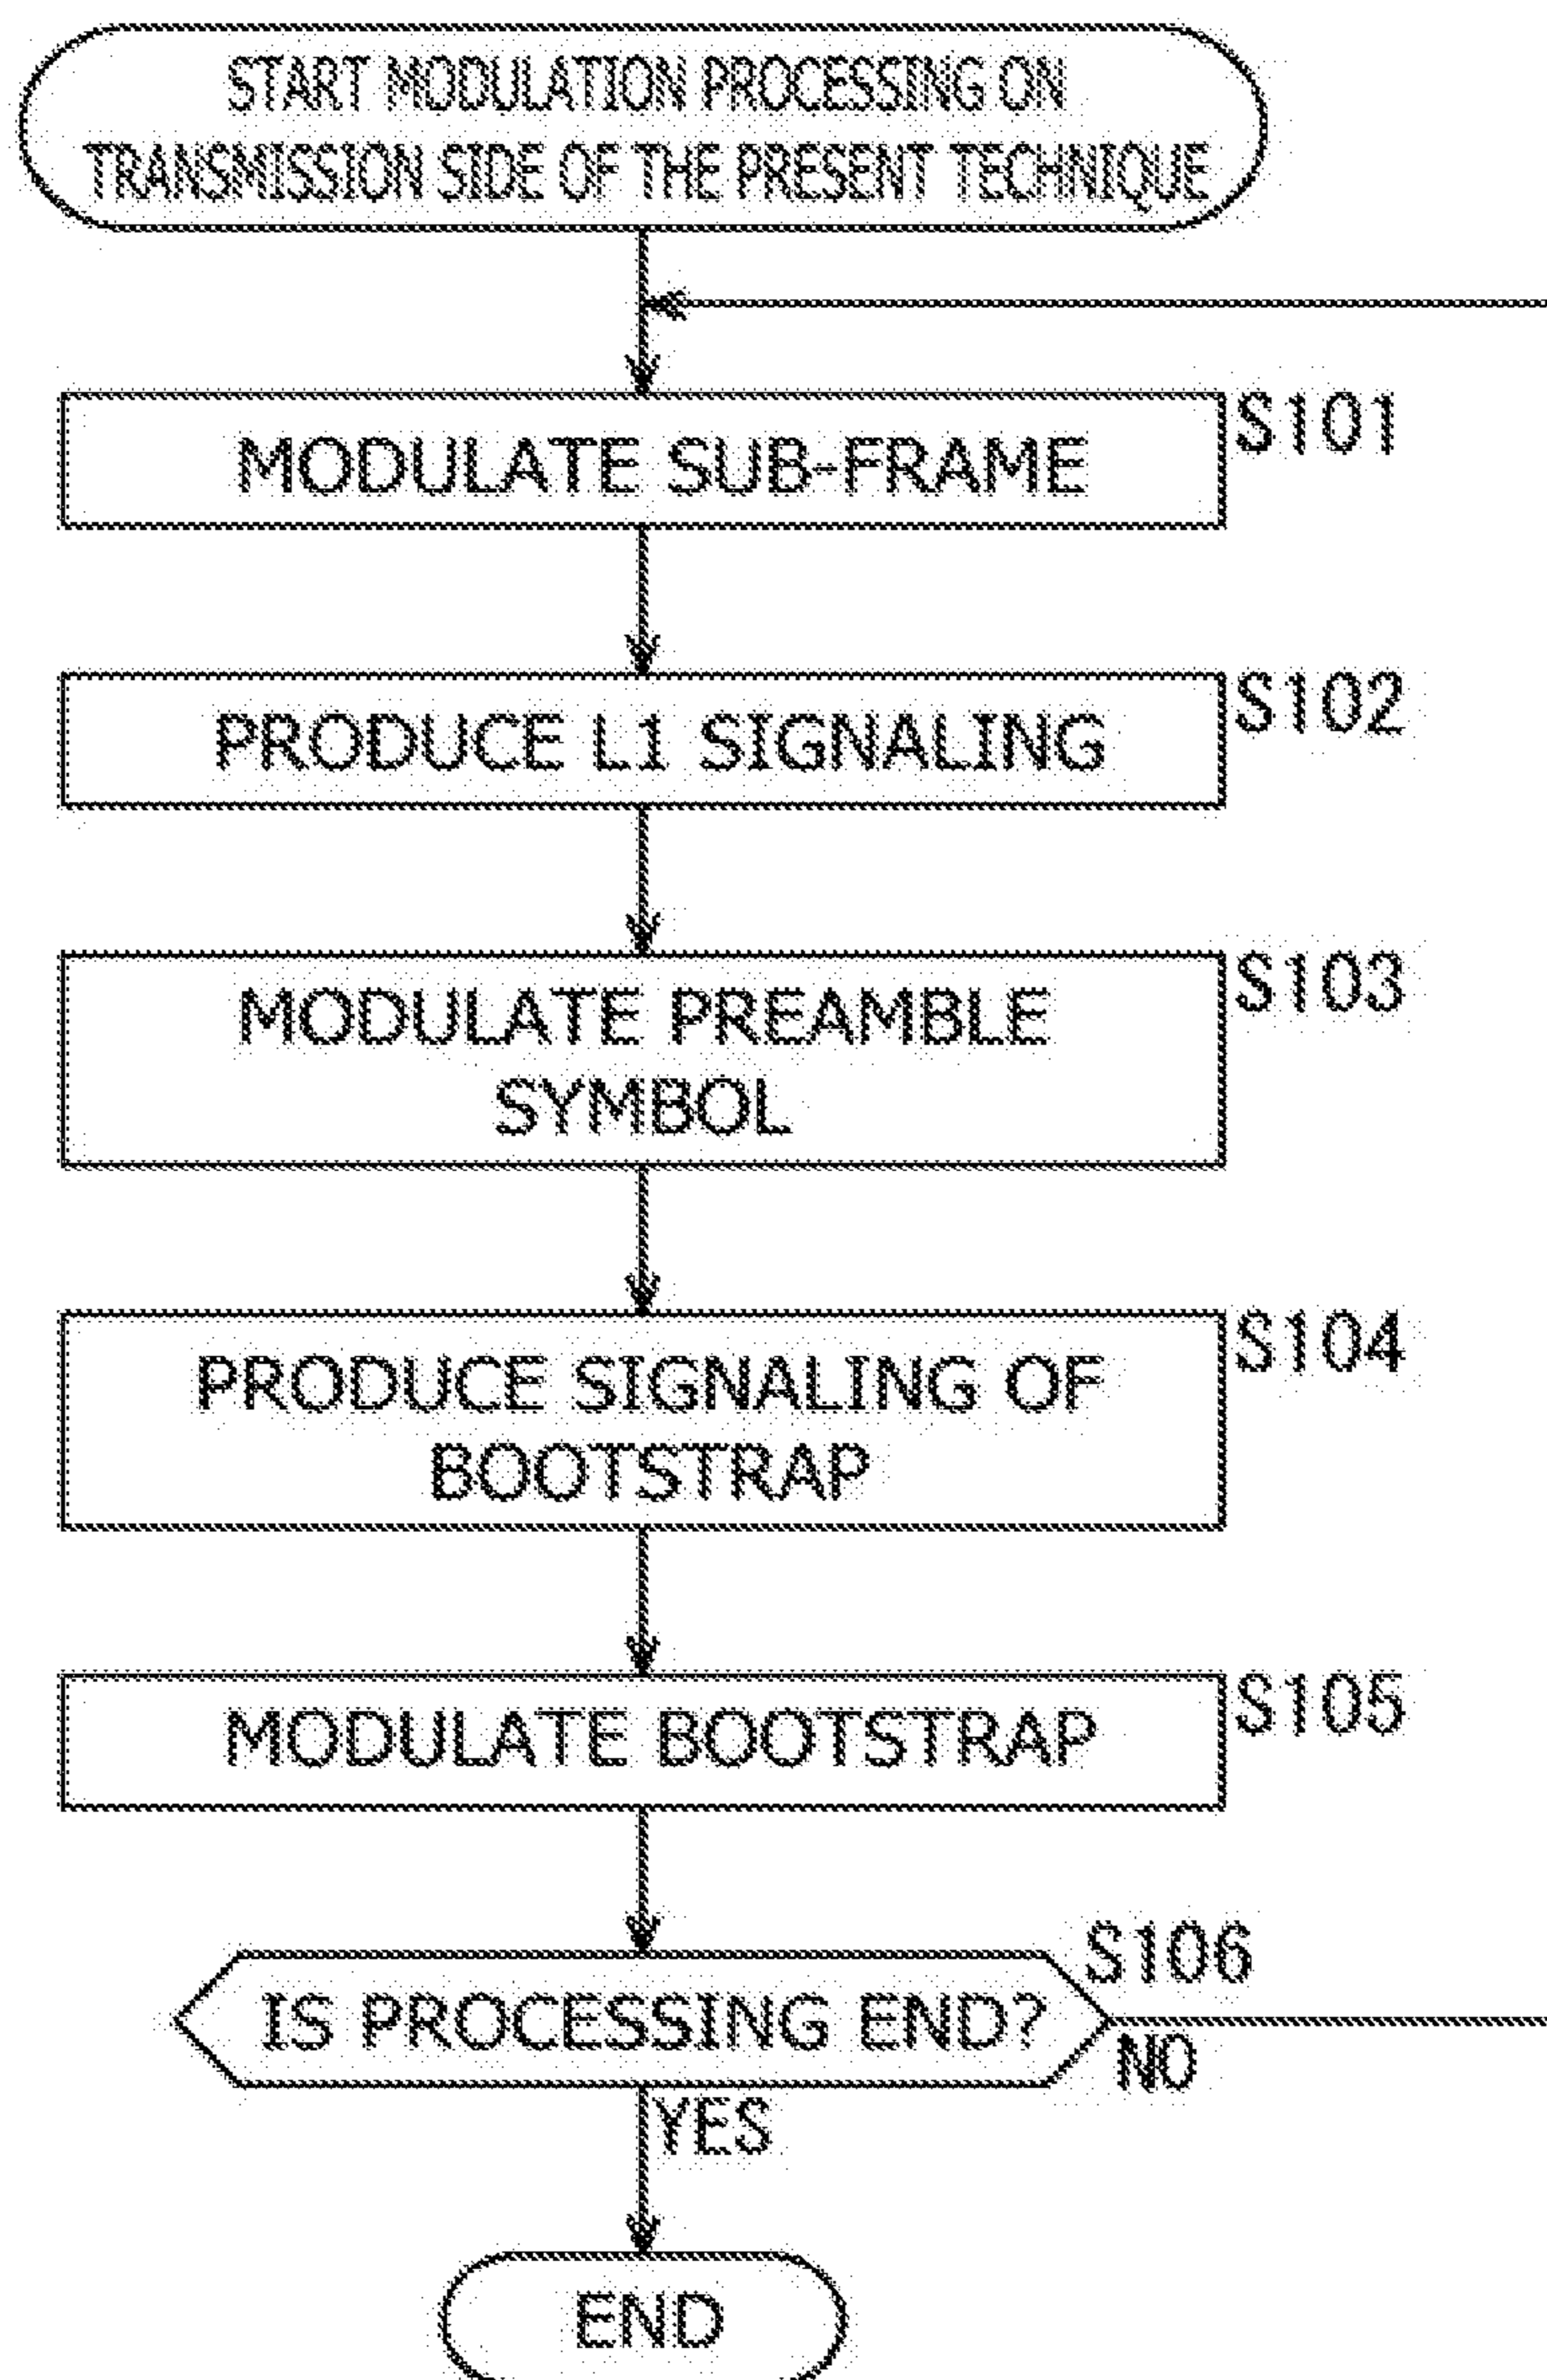 START MODULATION PROCESSING ON
TRANSMISSION SIDE OF THE PRESENT TECHNIQUE
MODULATE SUB-FRAME
S101
PRODUCE L1 SIGNALING
S102
MODULATE PREAMBLE
SYMBOL
S103
PRODUCE SIGNALING OF
BOOTSTRAP
S104
MODULATE BOOTSTRAP
S105
IS PROCESSING END?
S106
NO
YES
END